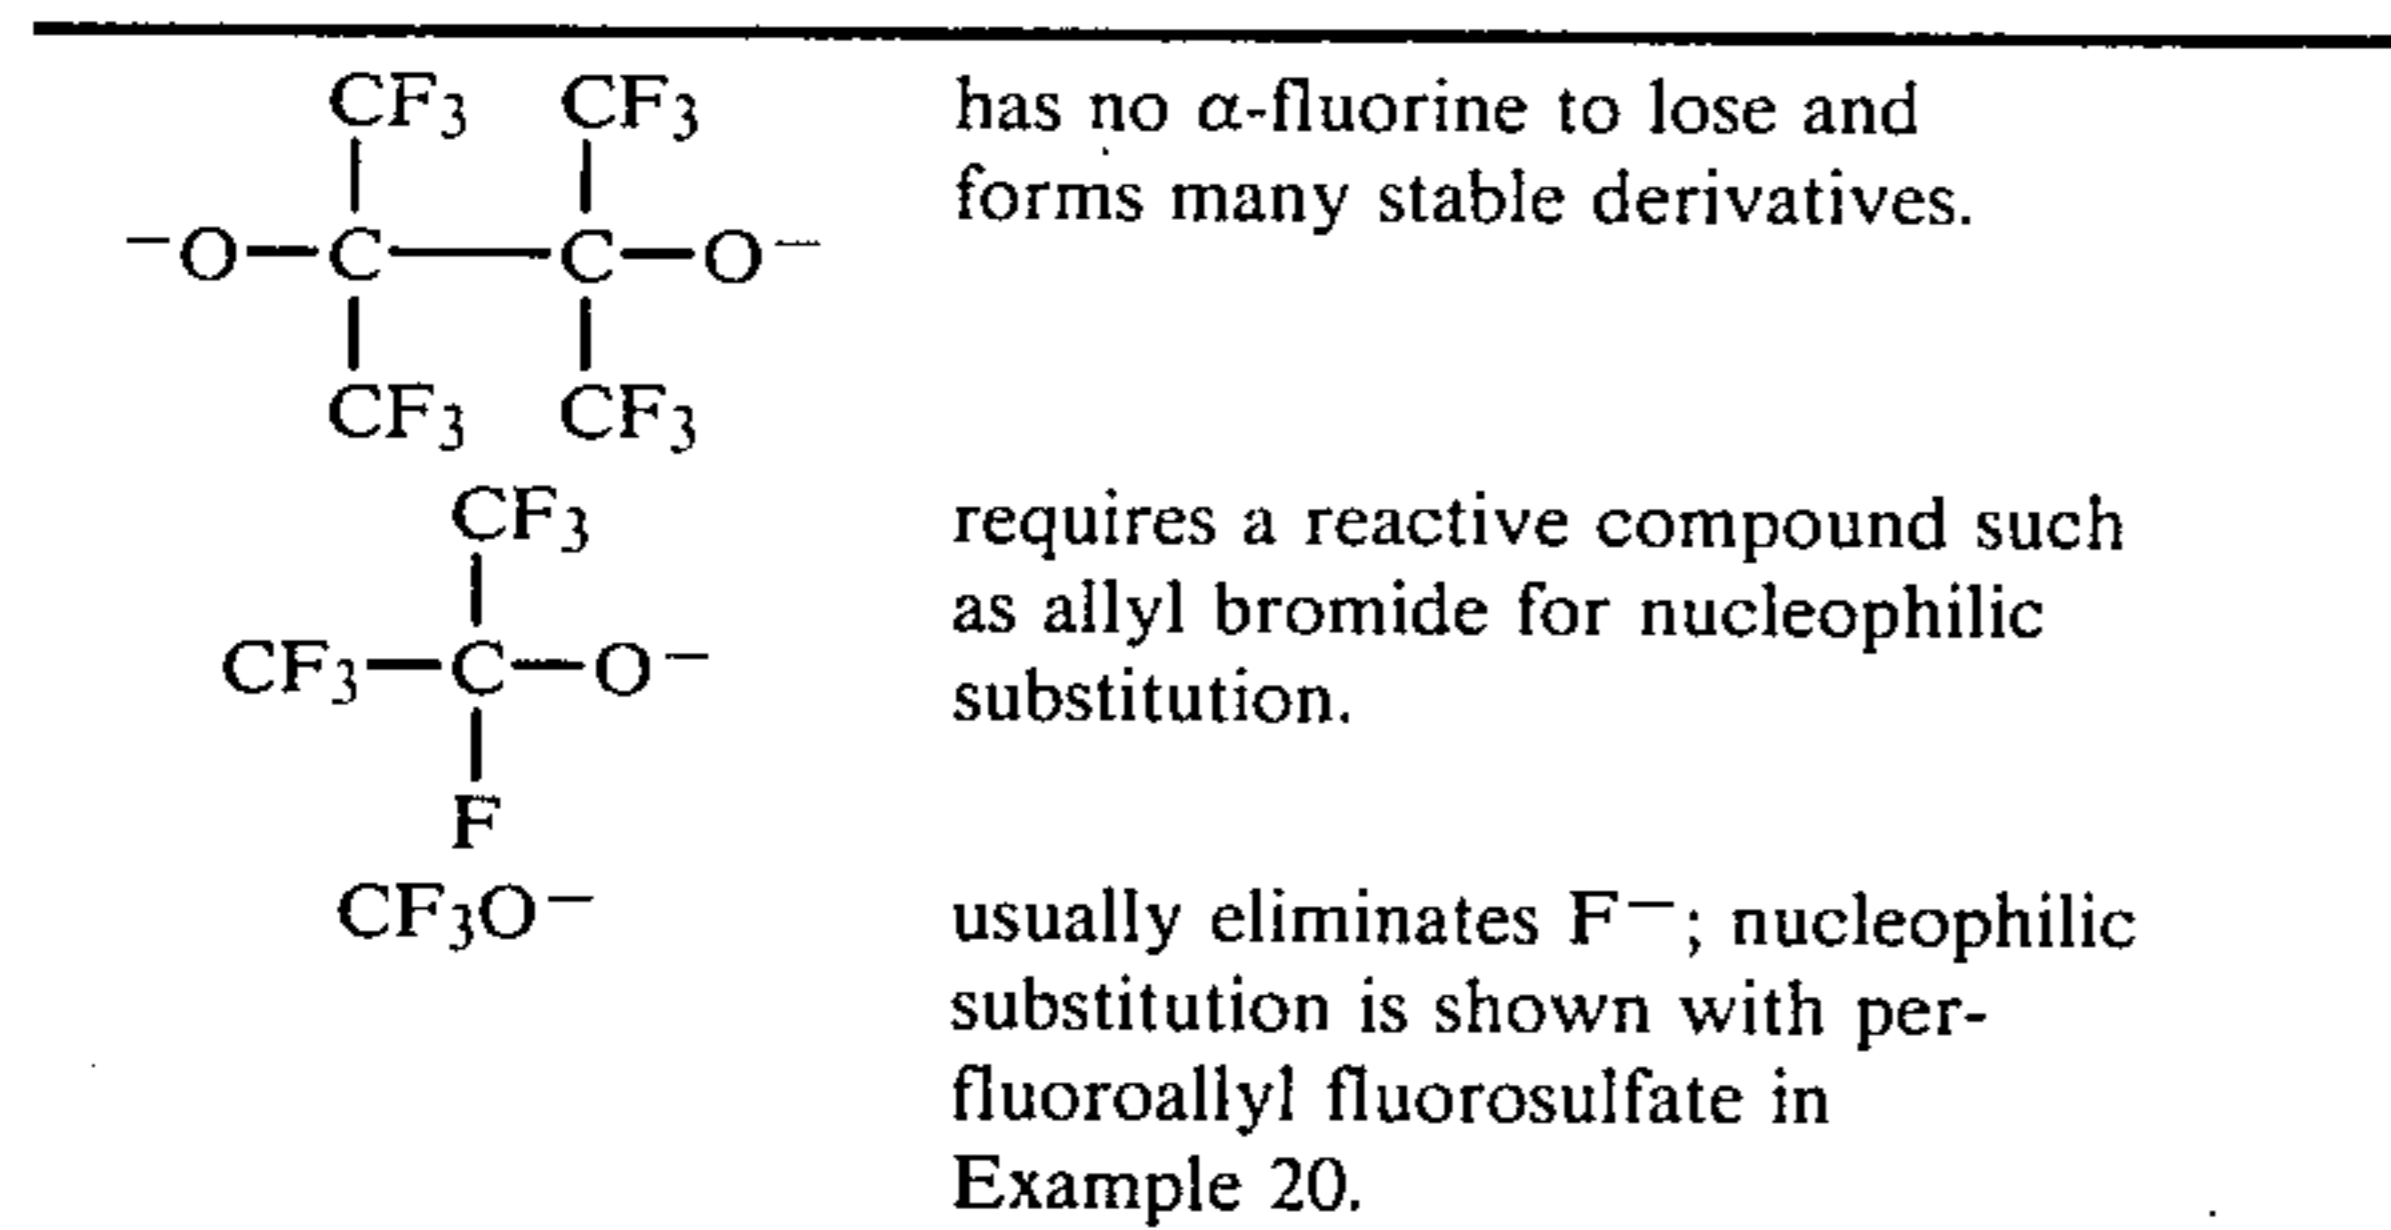 CF3 CF3 has no α-fluorine to lose and
forms many stable derivatives.
−O—C—C—O−
CF3 CF3
CF3 requires a reactive compound such
as allyl bromide for nucleophilic
CF3—C—O− substitution.
F
CF3O− usually eliminates F−; nucleophilic
substitution is shown with per-
fluoroallyl fluorosulfate in
Example 20.